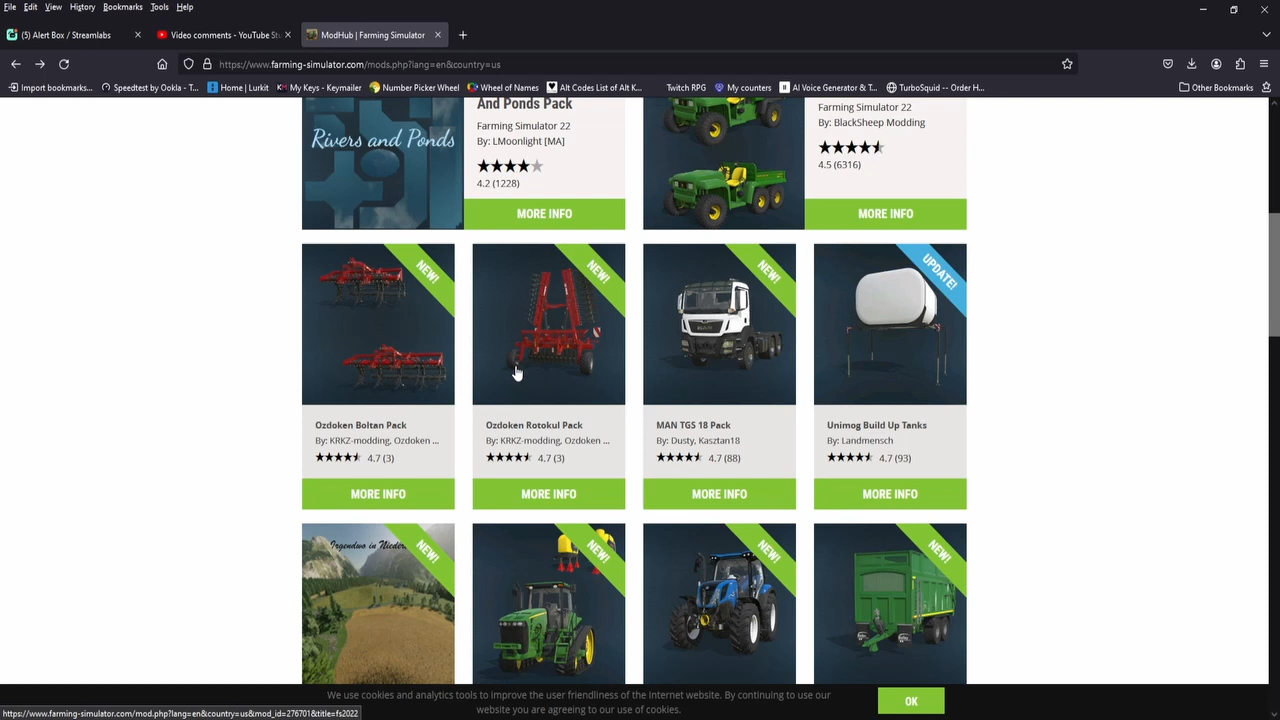 File Edit View History Bookmarks Tools Help
(5) Alert Box / Streamlabs
Video comments - YouTube St
ModHub | Farming Simulator
https://www.farming-simulator.com/mods.php?lang=en&country=us
Import bookmarks...
Speedtest by Ookla - T...
Home | Lurkit
My Keys - Keymailer
Number Picker Wheel
Wheel of Names
Alt Codes List of Alt K...
Twitch RPG
My counters
AI Voice Generator & T...
TurboSquid -- Order H...
Other Bookmarks
Rivers and Ponds
And Ponds Pack
Farming Simulator 22
By: LMoonlight [MA]
4.2 (1228)
MORE INFO
Farming Simulator 22
By: BlackSheep Modding
4.5 (6316)
MORE INFO
NEW!
NEW!
NEW!
UPDATE!
Ozdoken Boltan Pack
By: KRKZ-modding, Ozdoken ...
4.7 (3)
MORE INFO
Ozdoken Rotokul Pack
By: KRKZ-modding, Ozdoken ...
4.7 (3)
MORE INFO
MAN TGS 18 Pack
By: Dusty, Kasztan18
4.7 (88)
MORE INFO
Unimog Build Up Tanks
By: Landmensch
4.7 (93)
MORE INFO
Irgendwo in
NEW!
NEW!
NEW!
NEW!
We use cookies and analytics tools to improve the user friendliness of the Internet website. By continuing to use our
website you are agreeing to our use of cookies.
OK
https://www.farming-simulator.com/mod.php?lang=en&country=us&mod_id=276701&title=fs2022